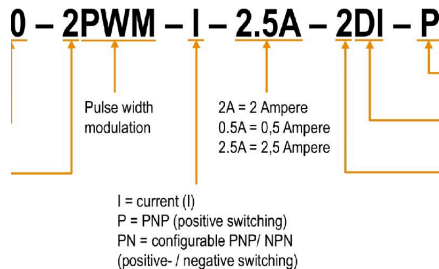 0 – 2PWM – I – 2.5A – 2DI – P
Pulse width
modulation
2A = 2 Ampere
0.5A = 0,5 Ampere
2.5A = 2,5 Ampere
I = current (I)
P = PNP (positive switching)
PN = configurable PNP/ NPN
(positive- / negative switching)